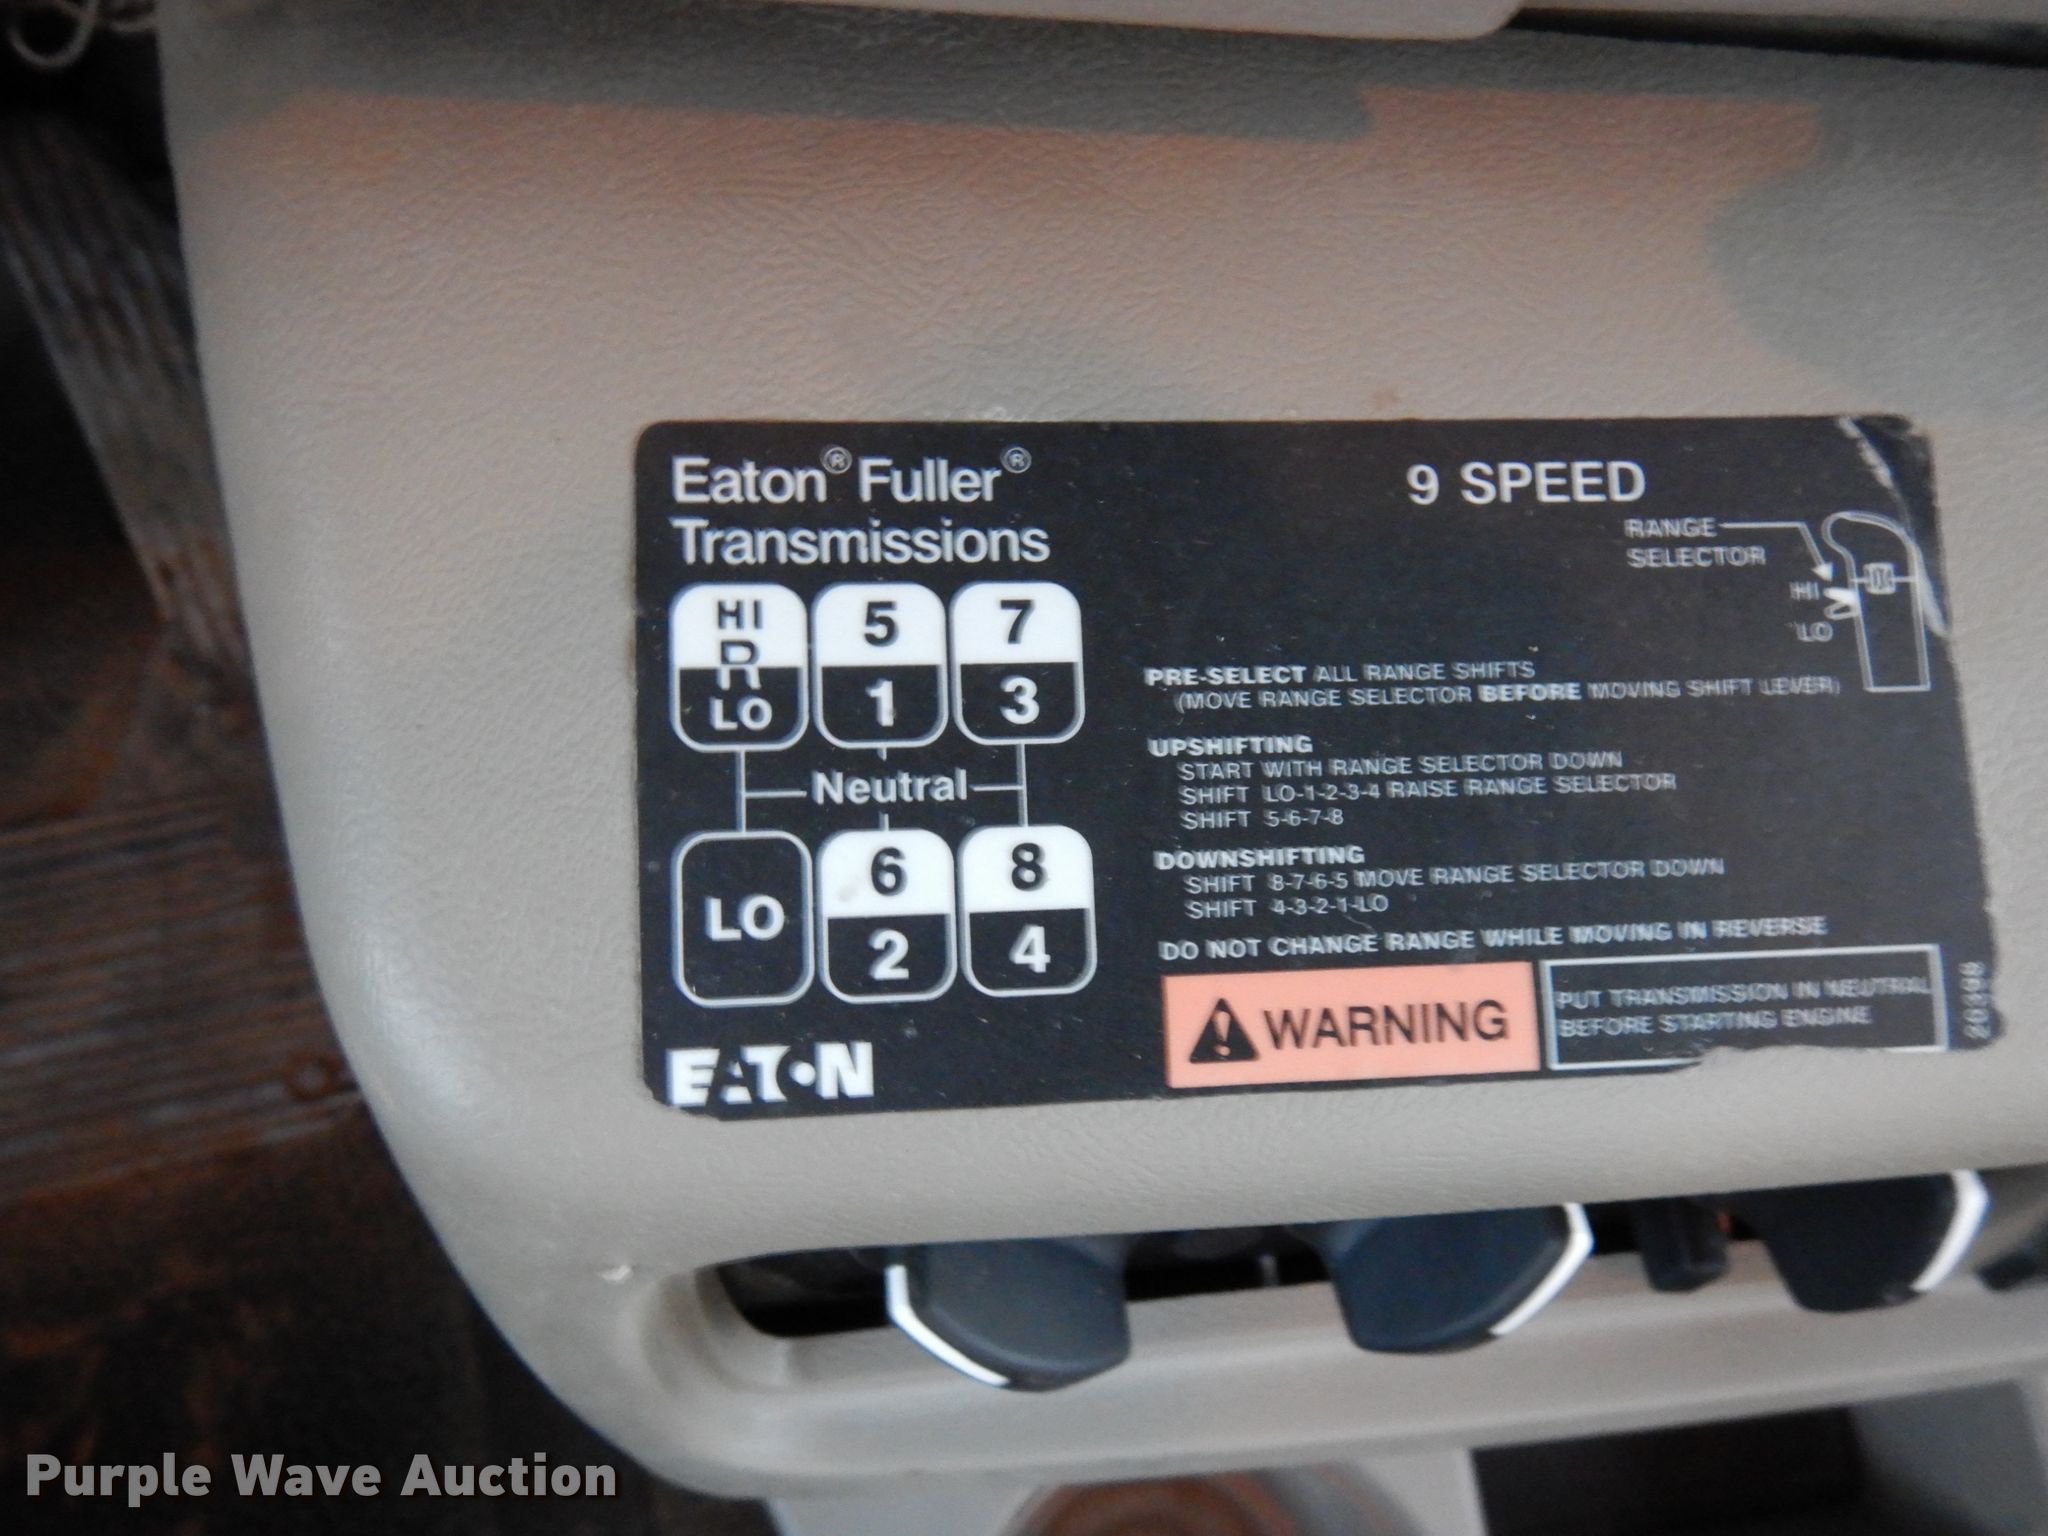 Eaton® Fuller®
Transmissions
9 SPEED
RANGE
SELECTOR
HI
LO
HI
R
LO
5
1
7
3
Neutral
LO
6
2
8
4
PRE-SELECT ALL RANGE SHIFTS
(MOVE RANGE SELECTOR BEFORE MOVING SHIFT LEVER)
UPSHIFTING
START WITH RANGE SELECTOR DOWN
SHIFT LO-1-2-3-4 RAISE RANGE SELECTOR
SHIFT 5-6-7-8
DOWNSHIFTING
SHIFT 8-7-6-5 MOVE RANGE SELECTOR DOWN
SHIFT 4-3-2-1-LO
DO NOT CHANGE RANGE WHILE MOVING IN REVERSE
WARNING
PUT TRANSMISSION IN NEUTRAL
BEFORE STARTING ENGINE
EATON
Purple Wave Auction